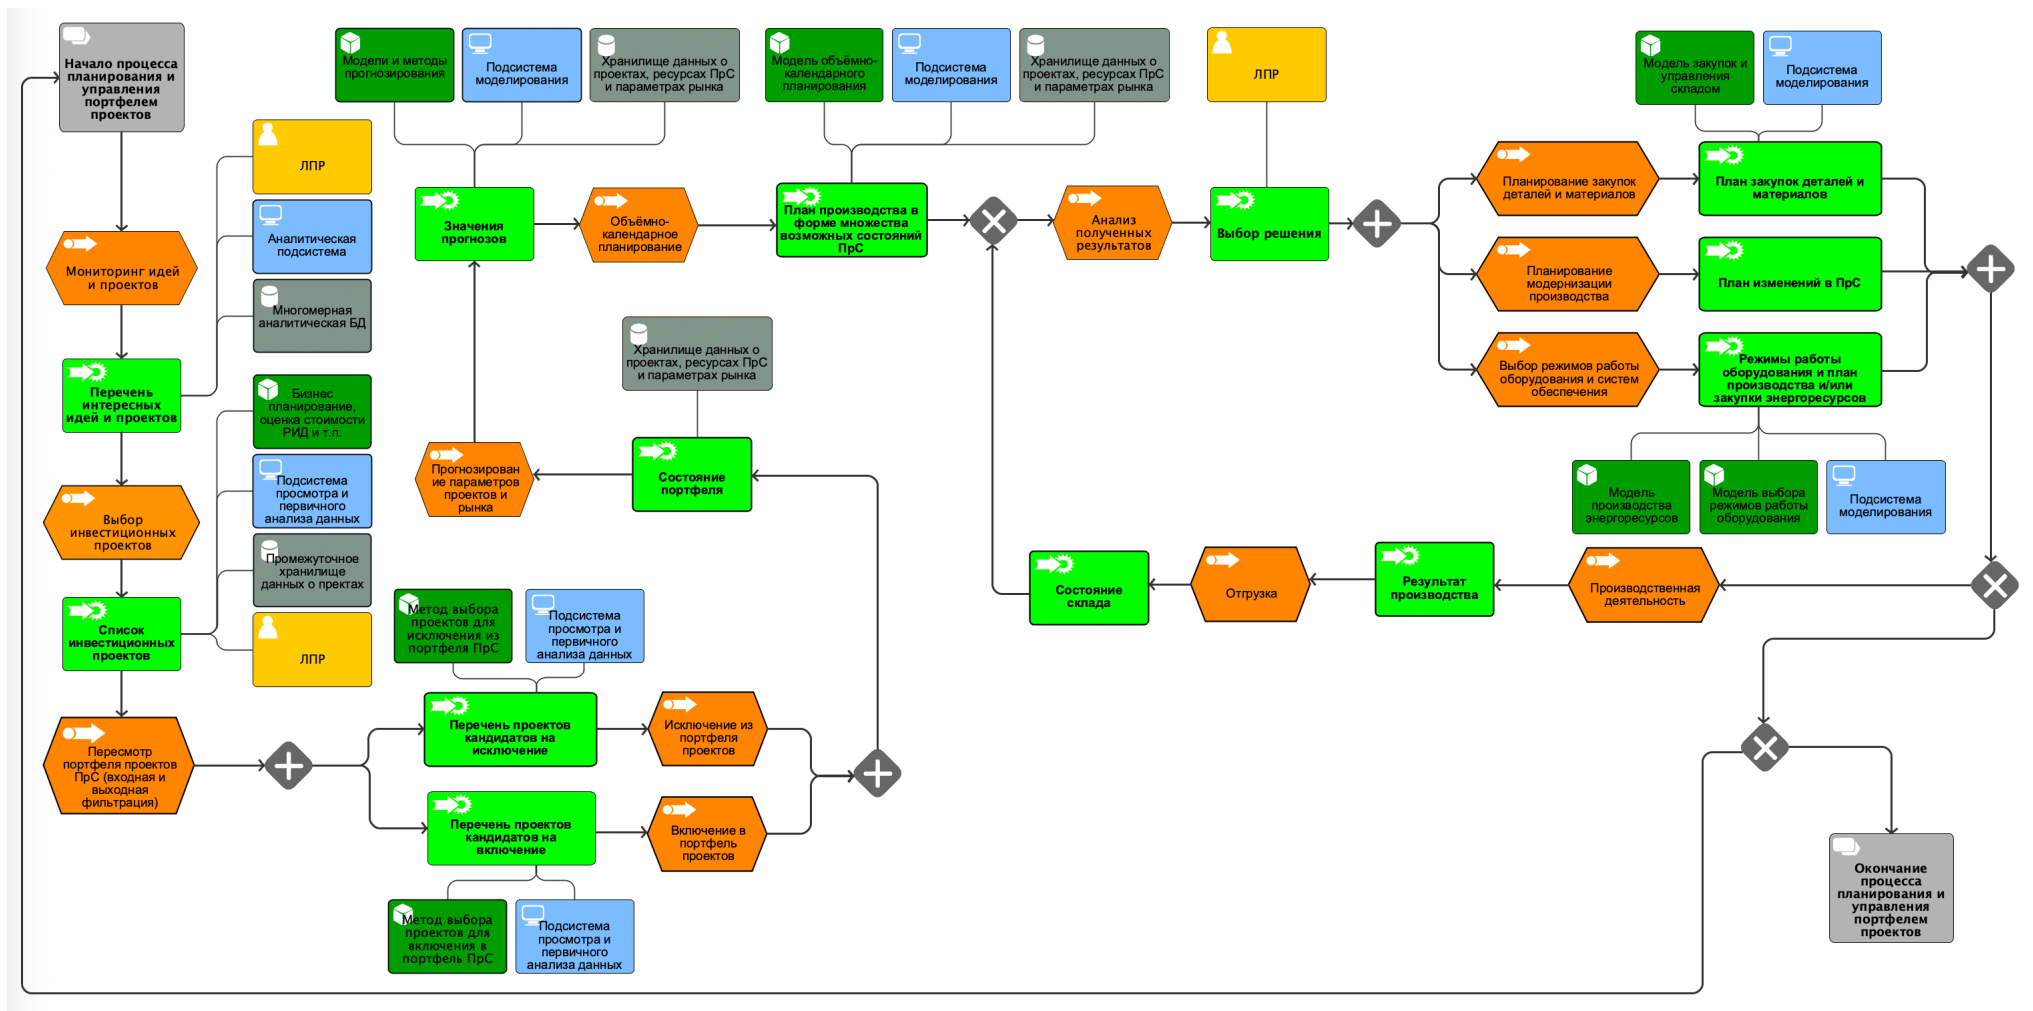 Начало процесса
планирования и
управления
портфелем
проектов
Мониторинг идей
и проектов
Перечень
интересных
идей и проектов
Выбор
инвестиционных
проектов
Список
инвестиционных
проектов
Пересмотр
портфеля проектов
ПрС (входная и
выходная
фильтрация)
ЛПР
Аналитическая
подсистема
Многомерная
аналитическая БД
Бизнес
планирование,
оценка стоимости
РИД и т.п.
Подсистема
просмотра и
первичного
анализа данных
Промежуточное
хранилище
данных о пректах
ЛПР
Метод выбора
проектов для
исключения из
портфеля ПрС
Подсистема
просмотра и
первичного
анализа данных
Перечень проектов
кандидатов на
исключение
Исключение из
портфеля
проектов
Перечень проектов
кандидатов на
включение
Включение в
портфель
проектов
Метод выбора
проектов для
включения в
портфель ПрС
Подсистема
просмотра и
первичного
анализа данных
Хранилище данных о
проектах, ресурсах ПрС
и параметрах рынка
Состояние
портфеля
Прогнозирован
ие параметров
проектов и
рынка
Модели и методы
прогнозирования
Подсистема
моделирования
Хранилище данных о
проектах, ресурсах ПрС
и параметрах рынка
Значения
прогнозов
Объёмно-
календарное
планирование
Модель объёмно-
календарного
планирования
Подсистема
моделирования
Хранилище данных о
проектах, ресурсах ПрС
и параметрах рынка
План производства в
форме множества
возможных состояний
ПрС
Анализ
полученных
результатов
ЛПР
Выбор решения
Модель закупок и
управления
складом
Подсистема
моделирования
Планирование закупок
деталей и материалов
План закупок деталей и
материалов
Планирование
модернизации
производства
План изменений в ПрС
Выбор режимов работы
оборудования и систем
обеспечения
Режимы работы
оборудования и план
производства и/или
закупки энергоресурсов
Модель
производства
энергоресурсов
Модель выбора
режимов работы
оборудования
Подсистема
моделирования
Производственная
деятельность
Результат
производства
Отгрузка
Состояние
склада
Окончание
процесса
планирования и
управления
портфелем
проектов